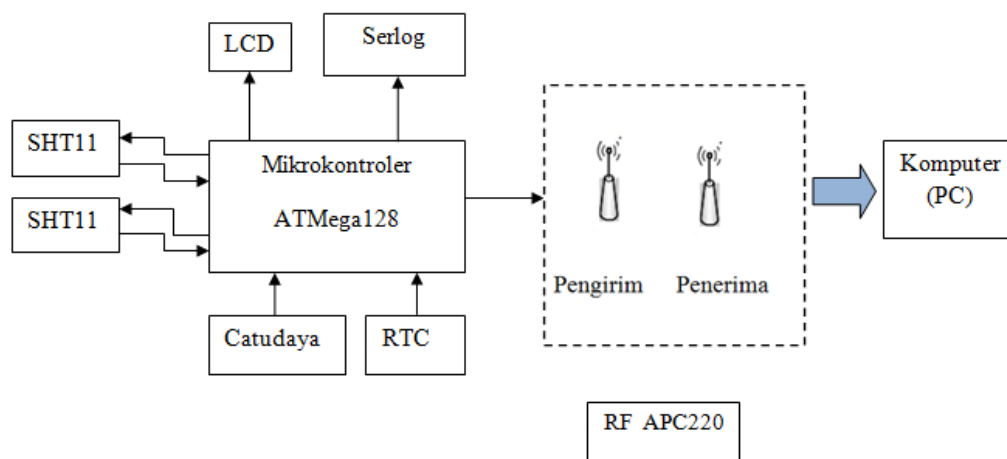 LCD
Serlog
SHT11
SHT11
Mikrokontroler
ATMega128
Catudaya
RTC
Pengirim
Penerima
Komputer
(PC)
RF APC220